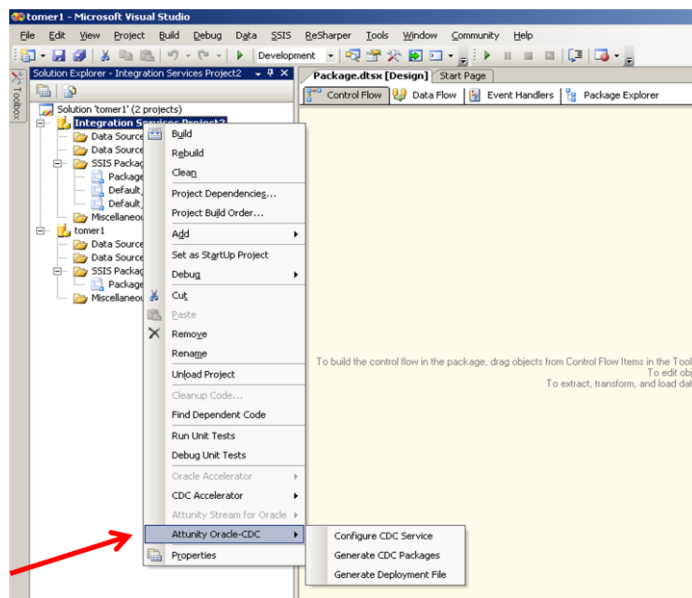 tomer1 - Microsoft Visual Studio
File Edit View Project Build Debug Data SSIS ReSharper Tools Window Community Help
Development
Solution Explorer - Integration Services Project2
Package.dtsx [Design] Start Page
Control Flow Data Flow Event Handlers Package Explorer
Toolbox
Solution 'tomer1' (2 projects)
Integration Services Project2
Data Source
Data Source
SSIS Packag
Package
Default_
Default_
Miscellaneou
tomer1
Data Source
Data Source
SSIS Packag
Package
Miscellaneou
Build
Rebuild
Clean
Project Dependencies...
Project Build Order...
Add
Set as StartUp Project
Debug
Cut
Paste
Remove
Rename
Unload Project
Cleanup Code...
Find Dependent Code
Run Unit Tests
Debug Unit Tests
Oracle Accelerator
CDC Accelerator
Attunity Stream for Oracle
Attunity Oracle-CDC
Properties
Configure CDC Service
Generate CDC Packages
Generate Deployment File
To build the control flow in the package, drag objects from Control Flow Items in the Tool
To edit obj
To extract, transform, and load dat